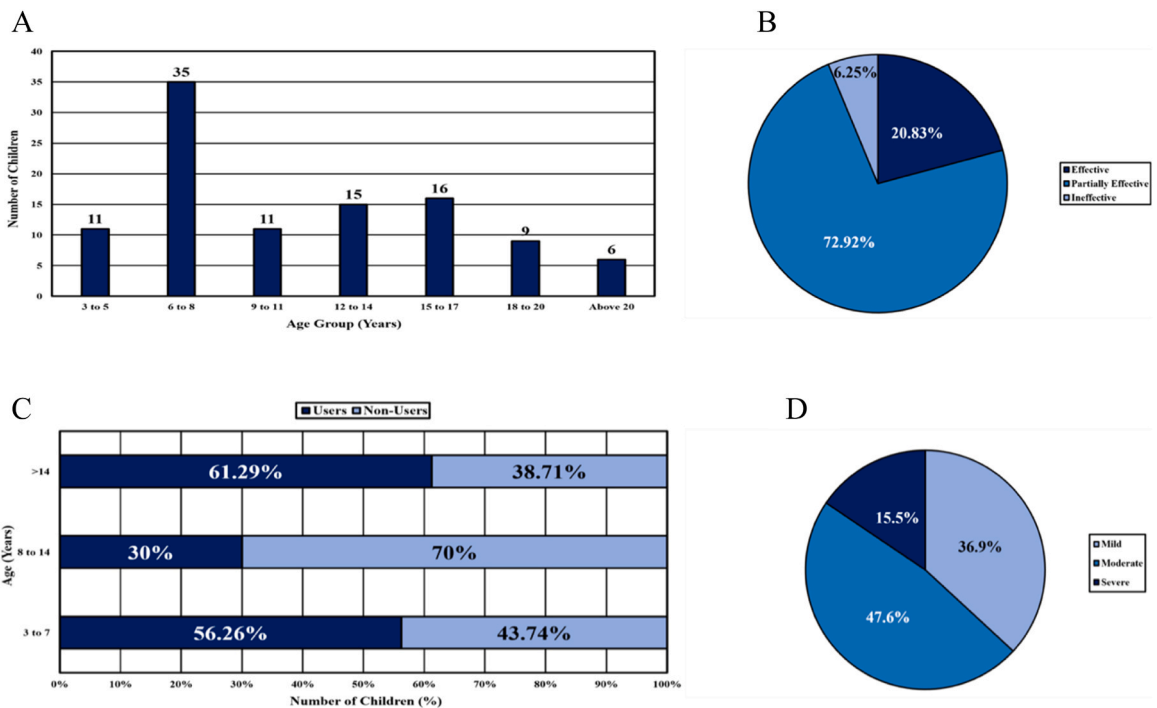 A
40
35
30
25
20
15
10
5
0
Number of Children
11
35
11
15
16
9
6
3 to 5
6 to 8
9 to 11
12 to 14
15 to 17
18 to 20
Above 20
Age Group (Years)
B
6.25%
20.83%
72.92%
Effective
Partially Effective
Ineffective
C
Users
Non-Users
Age (Years)
>14
61.29%
38.71%
8 to 14
30%
70%
3 to 7
56.26%
43.74%
0%
10%
20%
30%
40%
50%
60%
70%
80%
90%
100%
Number of Children (%)
D
15.5%
36.9%
47.6%
Mild
Moderate
Severe